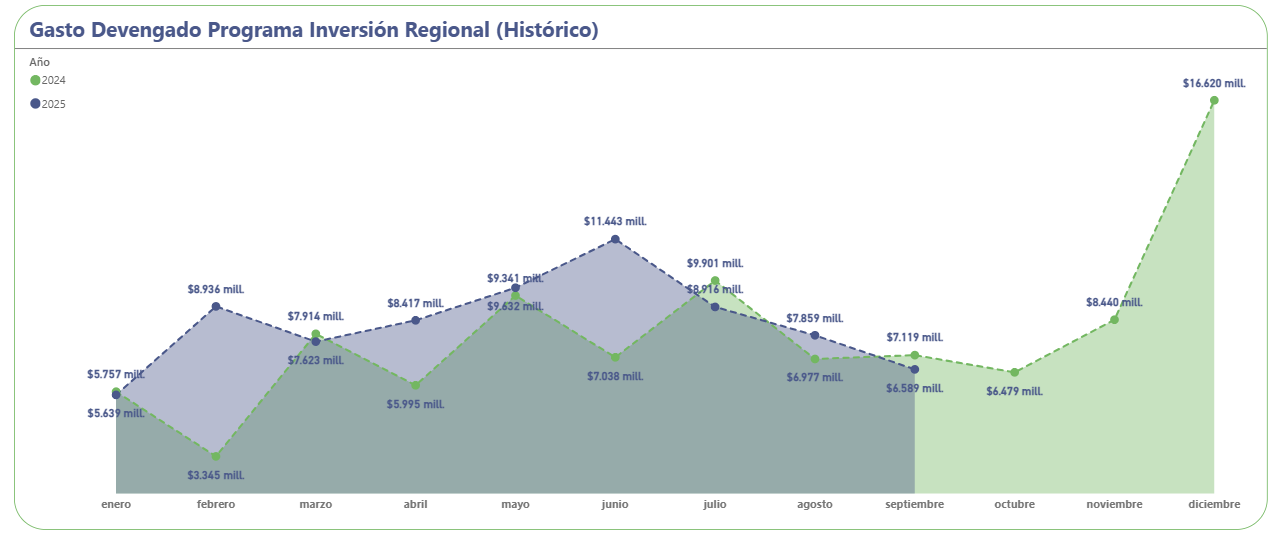 Gasto Devengado Programa Inversión Regional (Histórico)
Año
2024
2025
$16.620 mill.
$11.443 mill.
$9.901 mill.
$9.341 mill.
$8.936 mill.
$8.916 mill.
$9.632 mill.
$8.417 mill.
$8.440 mill.
$7.914 mill.
$7.859 mill.
$7.119 mill.
$7.623 mill.
$5.757 mill.
$7.038 mill.
$6.977 mill.
$6.589 mill.
$6.479 mill.
$5.995 mill.
$5.639 mill.
$3.345 mill.
enero febrero marzo abril mayo junio julio agosto septiembre octubre noviembre diciembre